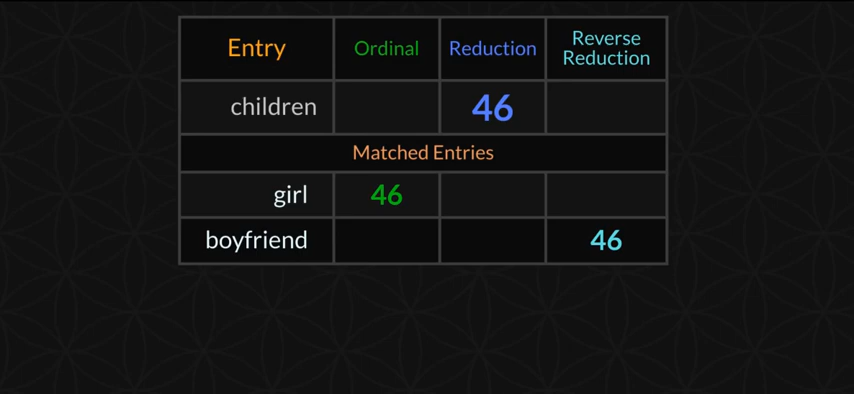 Entry Ordinal Reduction Reverse Reduction
children 46
Matched Entries
girl 46
boyfriend 46